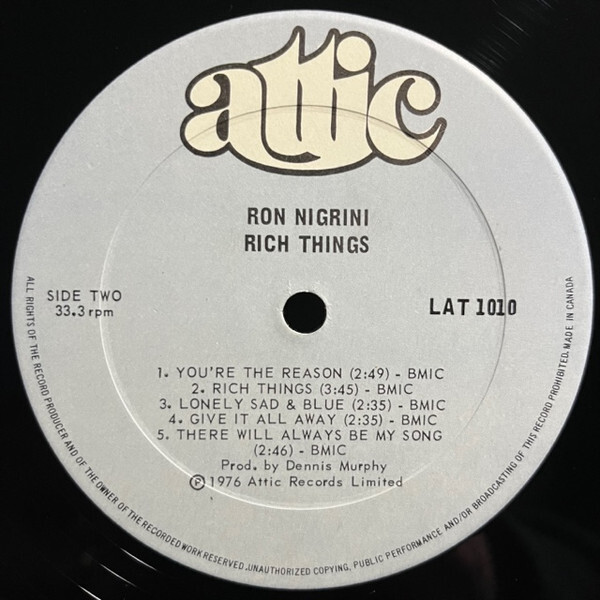 attic
RON NIGRINI
RICH THINGS
SIDE TWO
33.3 rpm
LAT 1010
1. YOU'RE THE REASON (2:49) - BMIC
2. RICH THINGS (3:45) - BMIC
3. LONELY SAD & BLUE (2:35) - BMIC
4. GIVE IT ALL AWAY (2:35) - BMIC
5. THERE WILL ALWAYS BE MY SONG
(2:46) - BMIC
Prod. by Dennis Murphy
℗1976 Attic Records Limited
ALL RIGHTS OF THE RECORD PRODUCER AND OF THE OWNER OF THE RECORDED WORK RESERVED.UNAUTHORIZED COPYING, PUBLIC PERFORMANCE AND/OR BROADCASTING OF THIS RECORD PROHIBITED. MADE IN CANADA